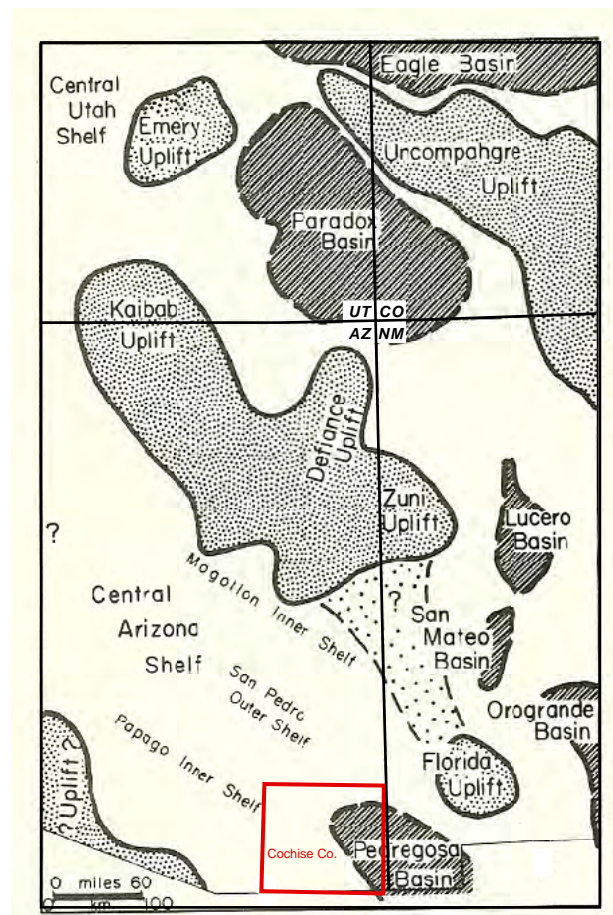 Eagle Basin
Central
Utah
Shelf
Emery
Uplift
Urcompahgre
Uplift
Paradox
Basin
Kaibab
Uplift
UT CO
AZ NM
Defiance
Uplift
Zuni
Uplift
Lucero
Basin
?
Mogollon Inner Shelf
Central
Arizona
Shelf
?
San
Mateo
Basin
San Pedro
Outer Shelf
Orogrande
Basin
Papago Inner Shelf
Florida
Uplift
? Uplift ?
Cochise Co.
Pedregosa
Basin
0 miles 60
0 km 100